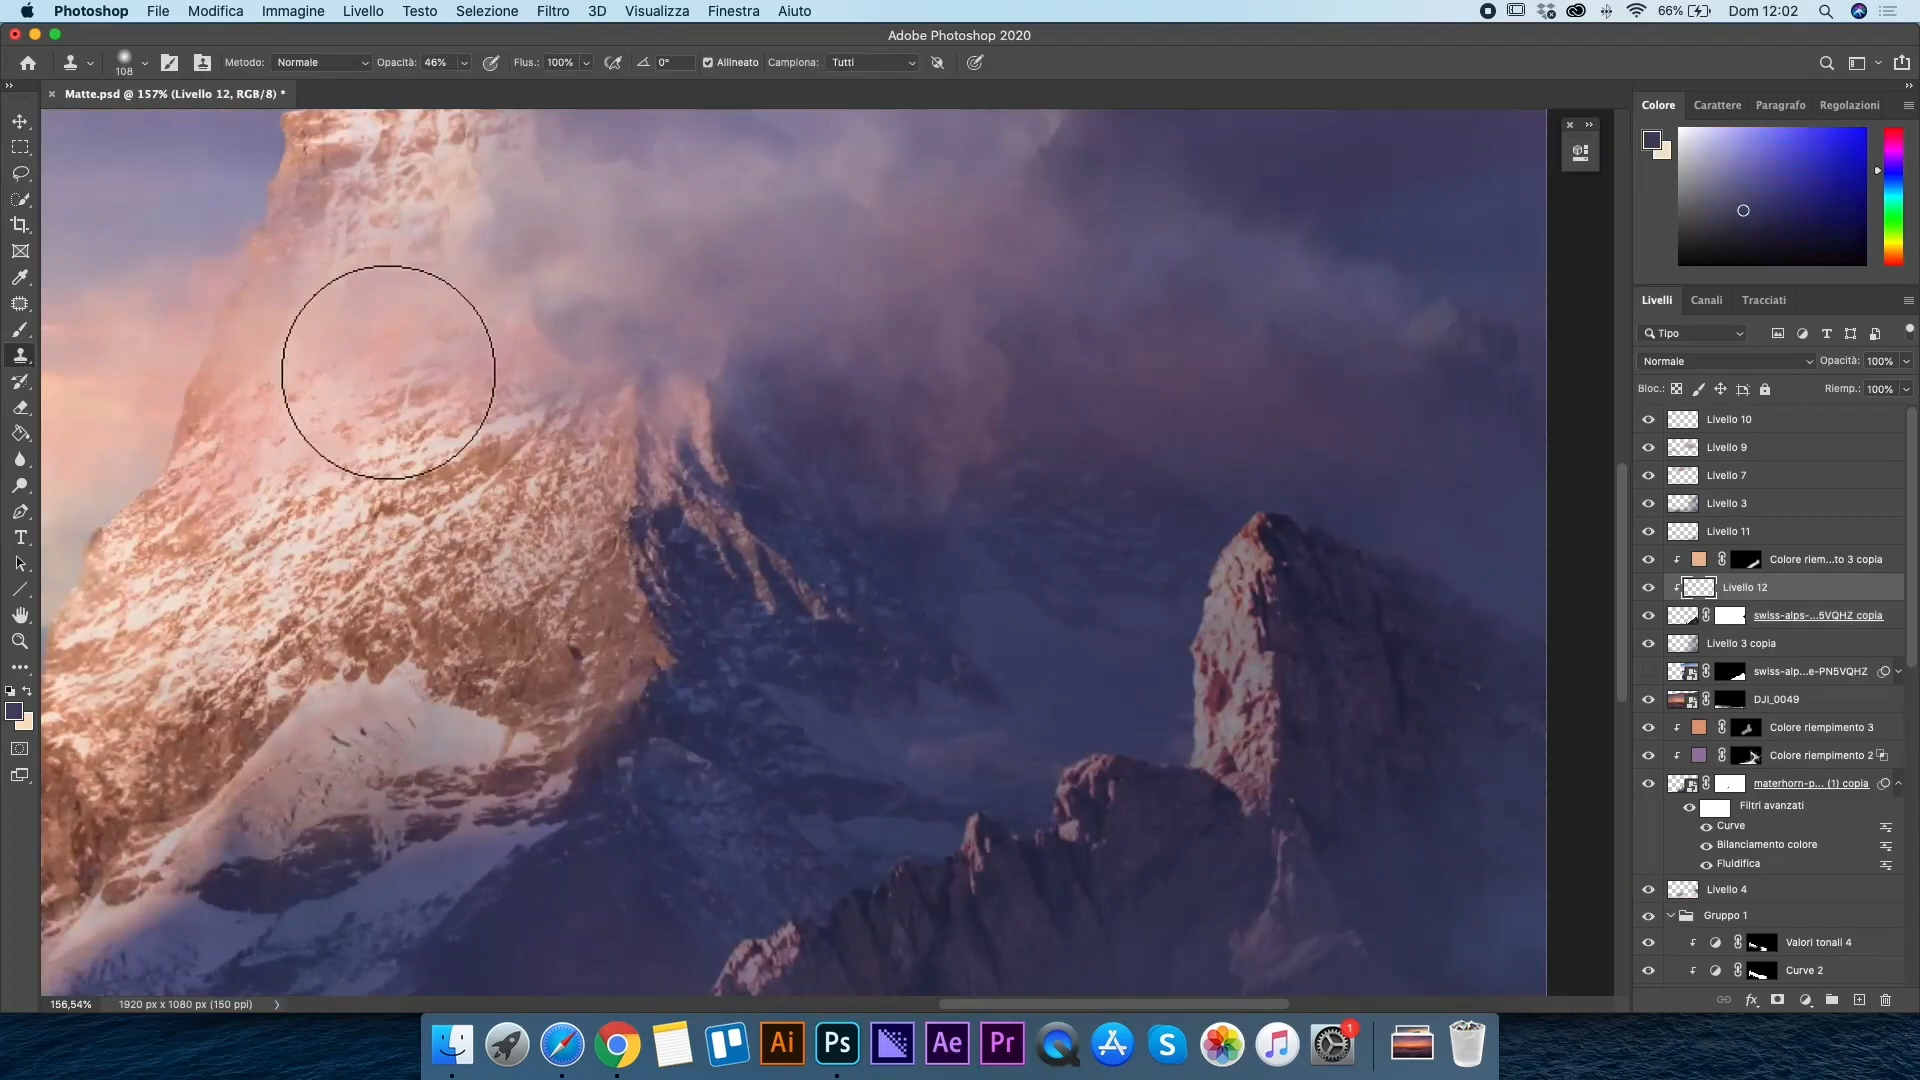 Photoshop File Modifica Immagine Livello Testo Selezione Filtro 3D Visualizza Finestra Aiuto 66% Dom 12:02
Adobe Photoshop 2020
108 Metodo: Normale Opacità: 46% Flus.: 100% 0° Allineato Campiona: Tutti
Matte.psd @ 157% (Livello 12, RGB/8) *
Colore Carattere Paragrafo Regolazioni
Livelli Canali Tracciati
Tipo
Normale Opacità: 100%
Bloc.: Riemp.: 100%
Livello 10
Livello 9
Livello 7
Livello 3
Livello 11
Colore riem...to 3 copia
Livello 12
swiss-alps-...5VQHZ copia
Livello 3 copia
swiss-alp...e-PN5VQHZ
DJI_0049
Colore riempimento 3
Colore riempimento 2
materhorn-p... (1) copia
Filtri avanzati
Curve
Bilanciamento colore
Fluidifica
Livello 4
Gruppo 1
Valori tonali 4
Curve 2
156,54% 1920 px x 1080 px (150 ppi)
Ai Ps Ae Pr 1